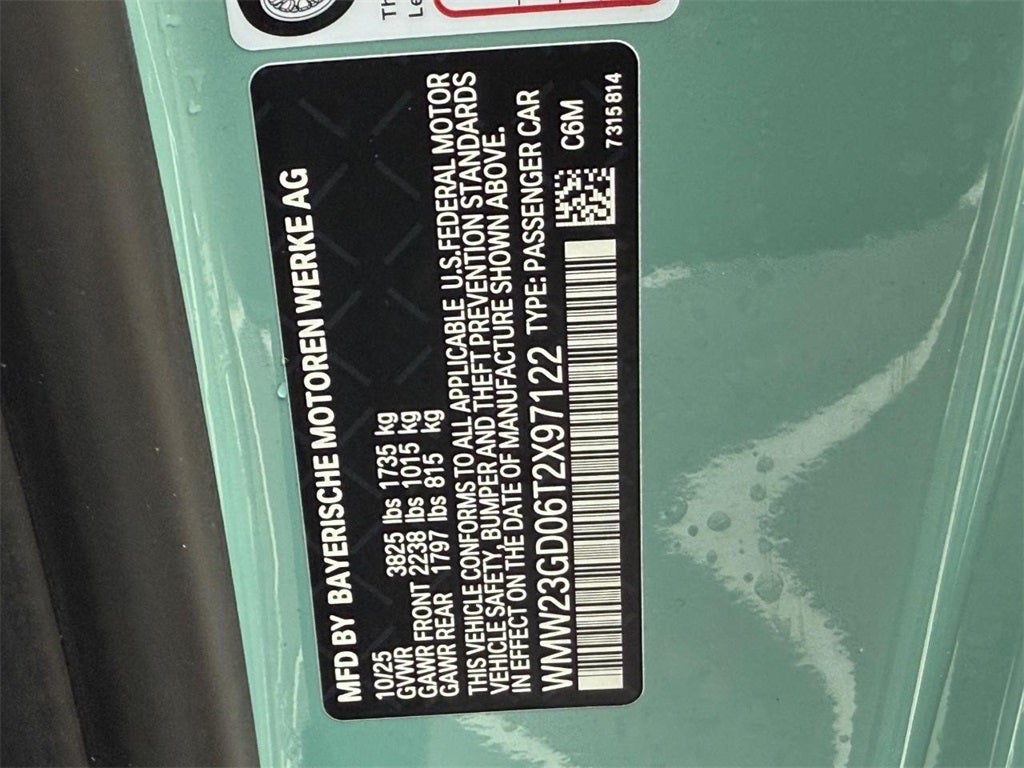 Th
Le
MFD BY BAYERISCHE MOTOREN WERKE AG
10/25
GVWR 3825 lbs 1735 kg
GAWR FRONT 2238 lbs 1015 kg
GAWR REAR 1797 lbs 815 kg
THIS VEHICLE CONFORMS TO ALL APPLICABLE U.S.FEDERAL MOTOR
VEHICLE SAFETY, BUMPER AND THEFT PREVENTION STANDARDS
IN EFFECT ON THE DATE OF MANUFACTURE SHOWN ABOVE.
WMW23GD06T2X97122 TYPE: PASSENGER CAR
C6M
7315814